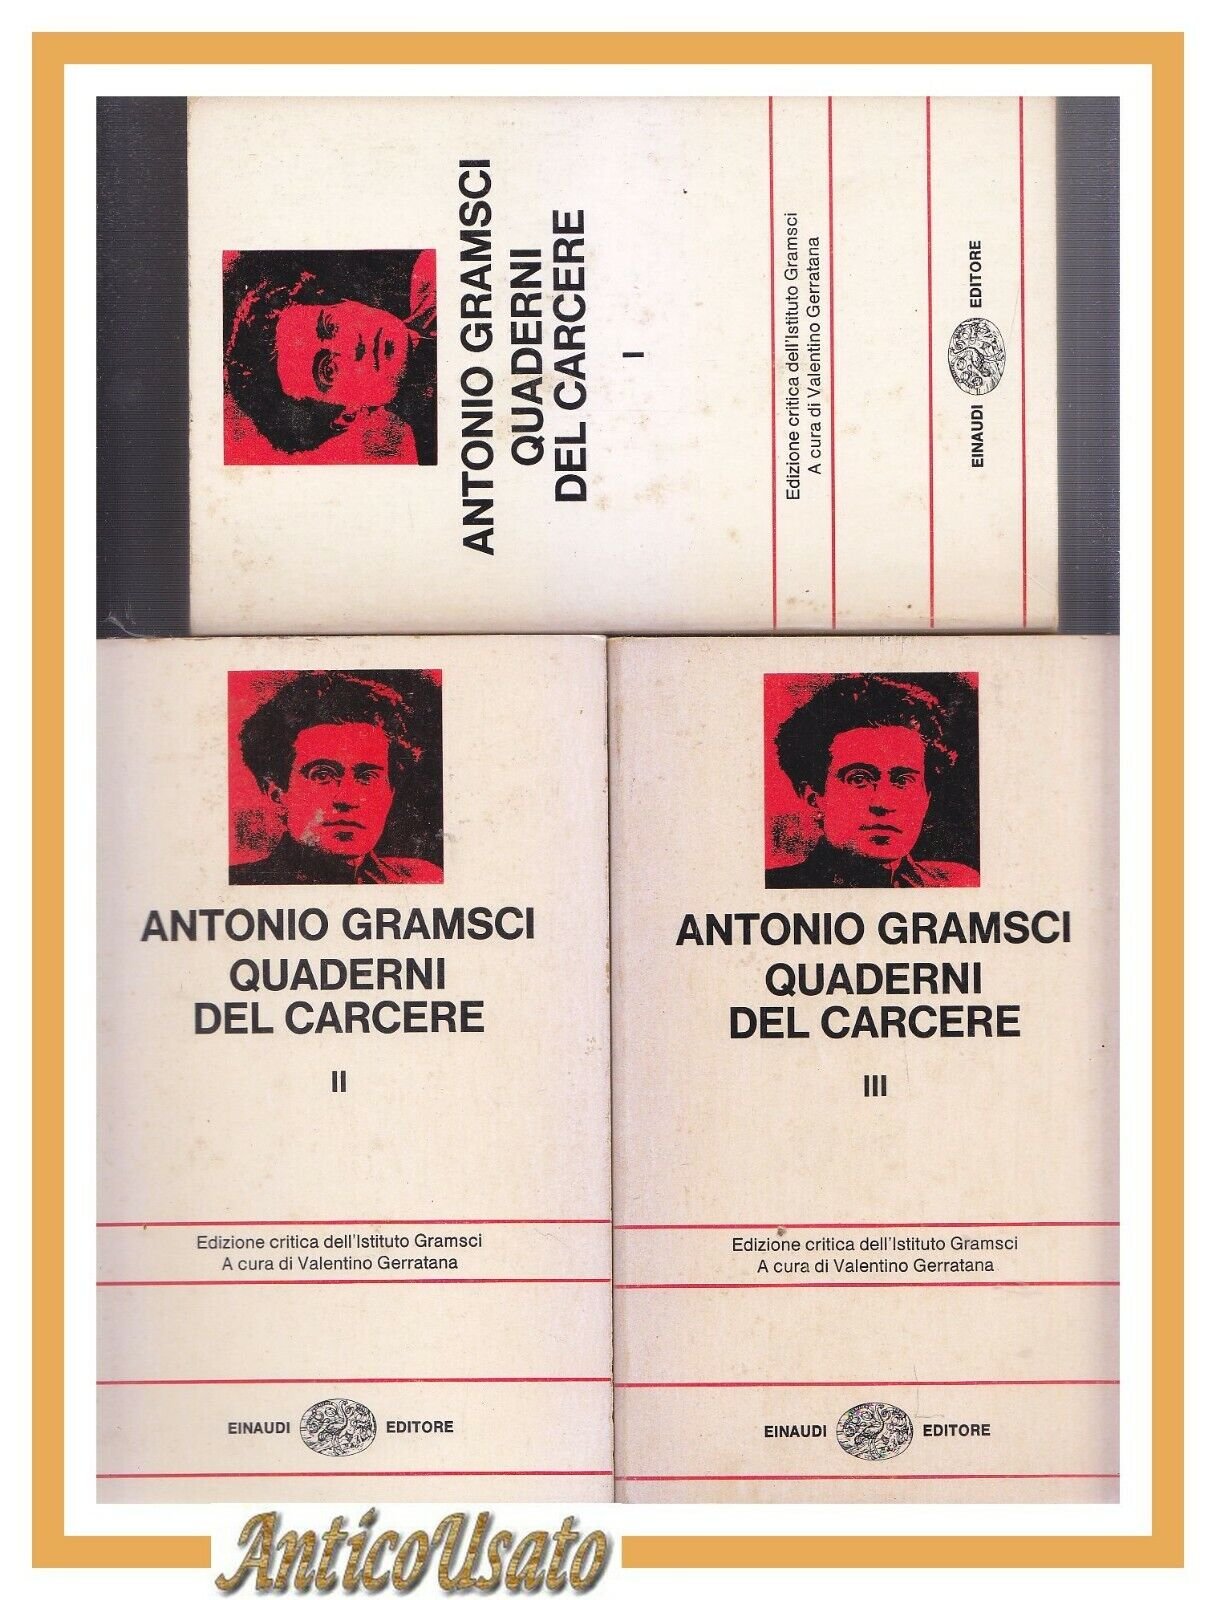 ANTONIO GRAMSCI
QUADERNI
DEL CARCERE
I
Edizione critica dell'Istituto Gramsci
A cura di Valentino Gerratana
EINAUDI EDITORE
ANTONIO GRAMSCI
QUADERNI
DEL CARCERE
II
Edizione critica dell'Istituto Gramsci
A cura di Valentino Gerratana
EINAUDI EDITORE
ANTONIO GRAMSCI
QUADERNI
DEL CARCERE
III
Edizione critica dell'Istituto Gramsci
A cura di Valentino Gerratana
EINAUDI EDITORE
AnticoUsato